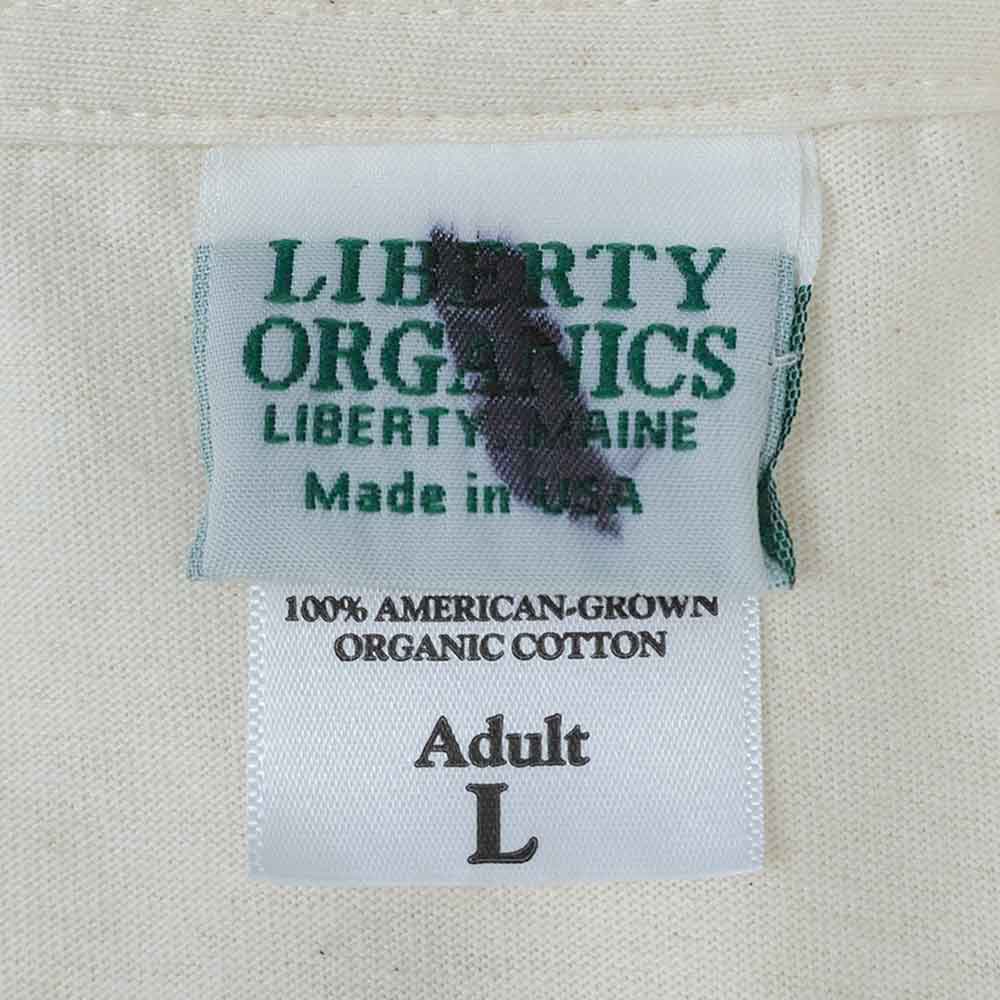 LIBERTY
ORGANICS
LIBERTY, MAINE
Made in USA
100% AMERICAN-GROWN
ORGANIC COTTON
Adult
L